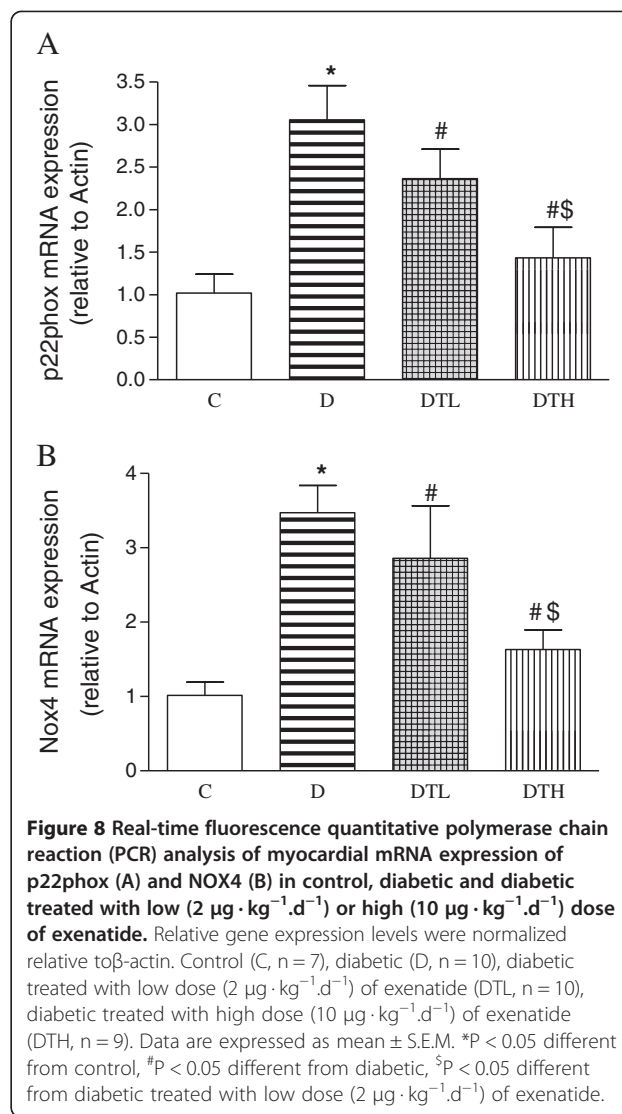 A
p22phox mRNA expression
(relative to Actin)
3.5
3.0
2.5
2.0
1.5
1.0
0.5
0.0
*
#
#$
C D DTL DTH
B
Nox4 mRNA expression
(relative to Actin)
4
3
2
1
0
*
#
# $
C D DTL DTH
Figure 8 Real-time fluorescence quantitative polymerase chain
reaction (PCR) analysis of myocardial mRNA expression of
p22phox (A) and NOX4 (B) in control, diabetic and diabetic
treated with low (2 μg · kg⁻¹.d⁻¹) or high (10 μg · kg⁻¹.d⁻¹) dose
of exenatide. Relative gene expression levels were normalized
relative toβ-actin. Control (C, n = 7), diabetic (D, n = 10), diabetic
treated with low dose (2 μg · kg⁻¹.d⁻¹) of exenatide (DTL, n = 10),
diabetic treated with high dose (10 μg · kg⁻¹.d⁻¹) of exenatide
(DTH, n = 9). Data are expressed as mean ± S.E.M. *P < 0.05 different
from control, #P < 0.05 different from diabetic, $P < 0.05 different
from diabetic treated with low dose (2 μg · kg⁻¹.d⁻¹) of exenatide.